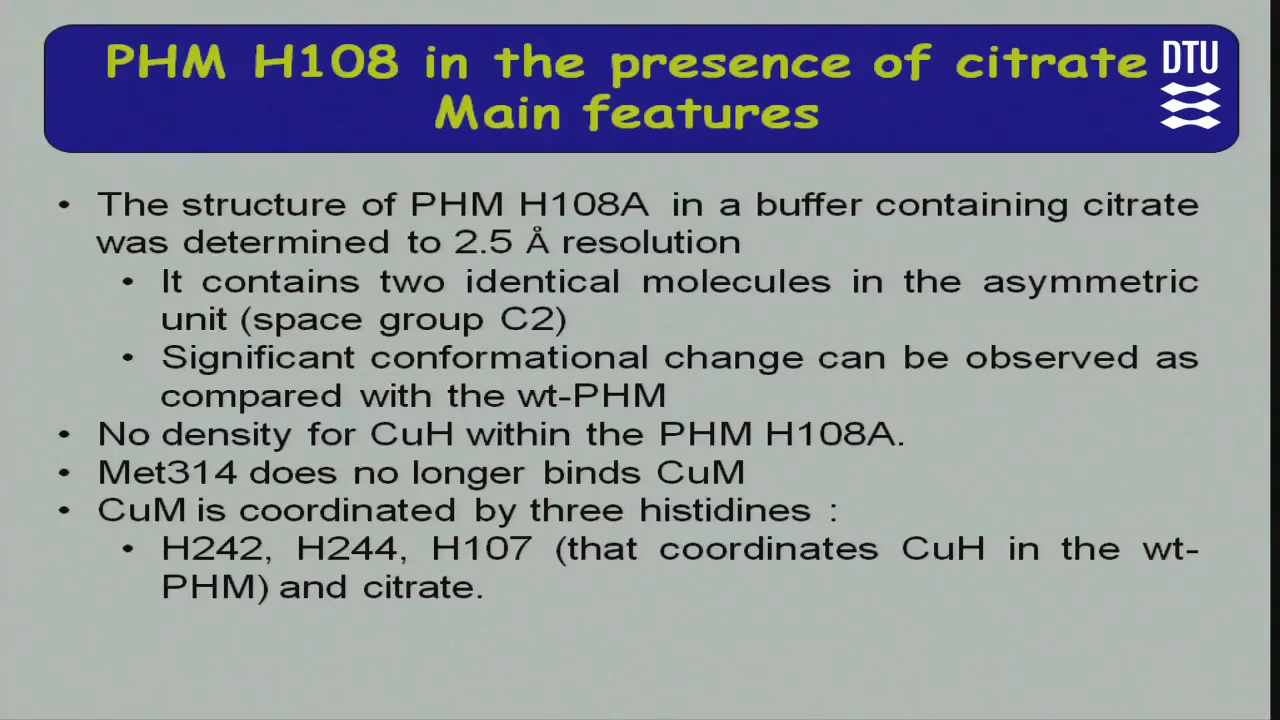 PHM H108 in the presence of citrate
Main features
DTU
• The structure of PHM H108A in a buffer containing citrate
was determined to 2.5 Å resolution
• It contains two identical molecules in the asymmetric
unit (space group C2)
• Significant conformational change can be observed as
compared with the wt-PHM
• No density for CuH within the PHM H108A.
• Met314 does no longer binds CuM
• CuM is coordinated by three histidines :
• H242, H244, H107 (that coordinates CuH in the wt-
PHM) and citrate.